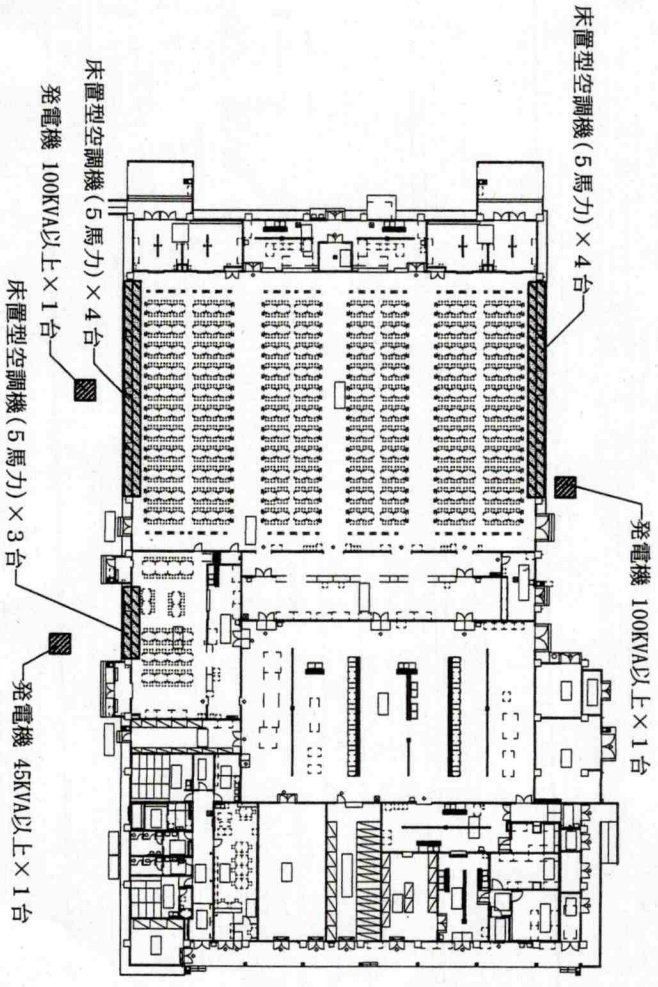 床置型空調機(5馬力)×4台
発電機 100KVA以上×1台
床置型空調機(5馬力)×4台
発電機 100KVA以上×1台
床置型空調機(5馬力)×3台
発電機 45KVA以上×1台